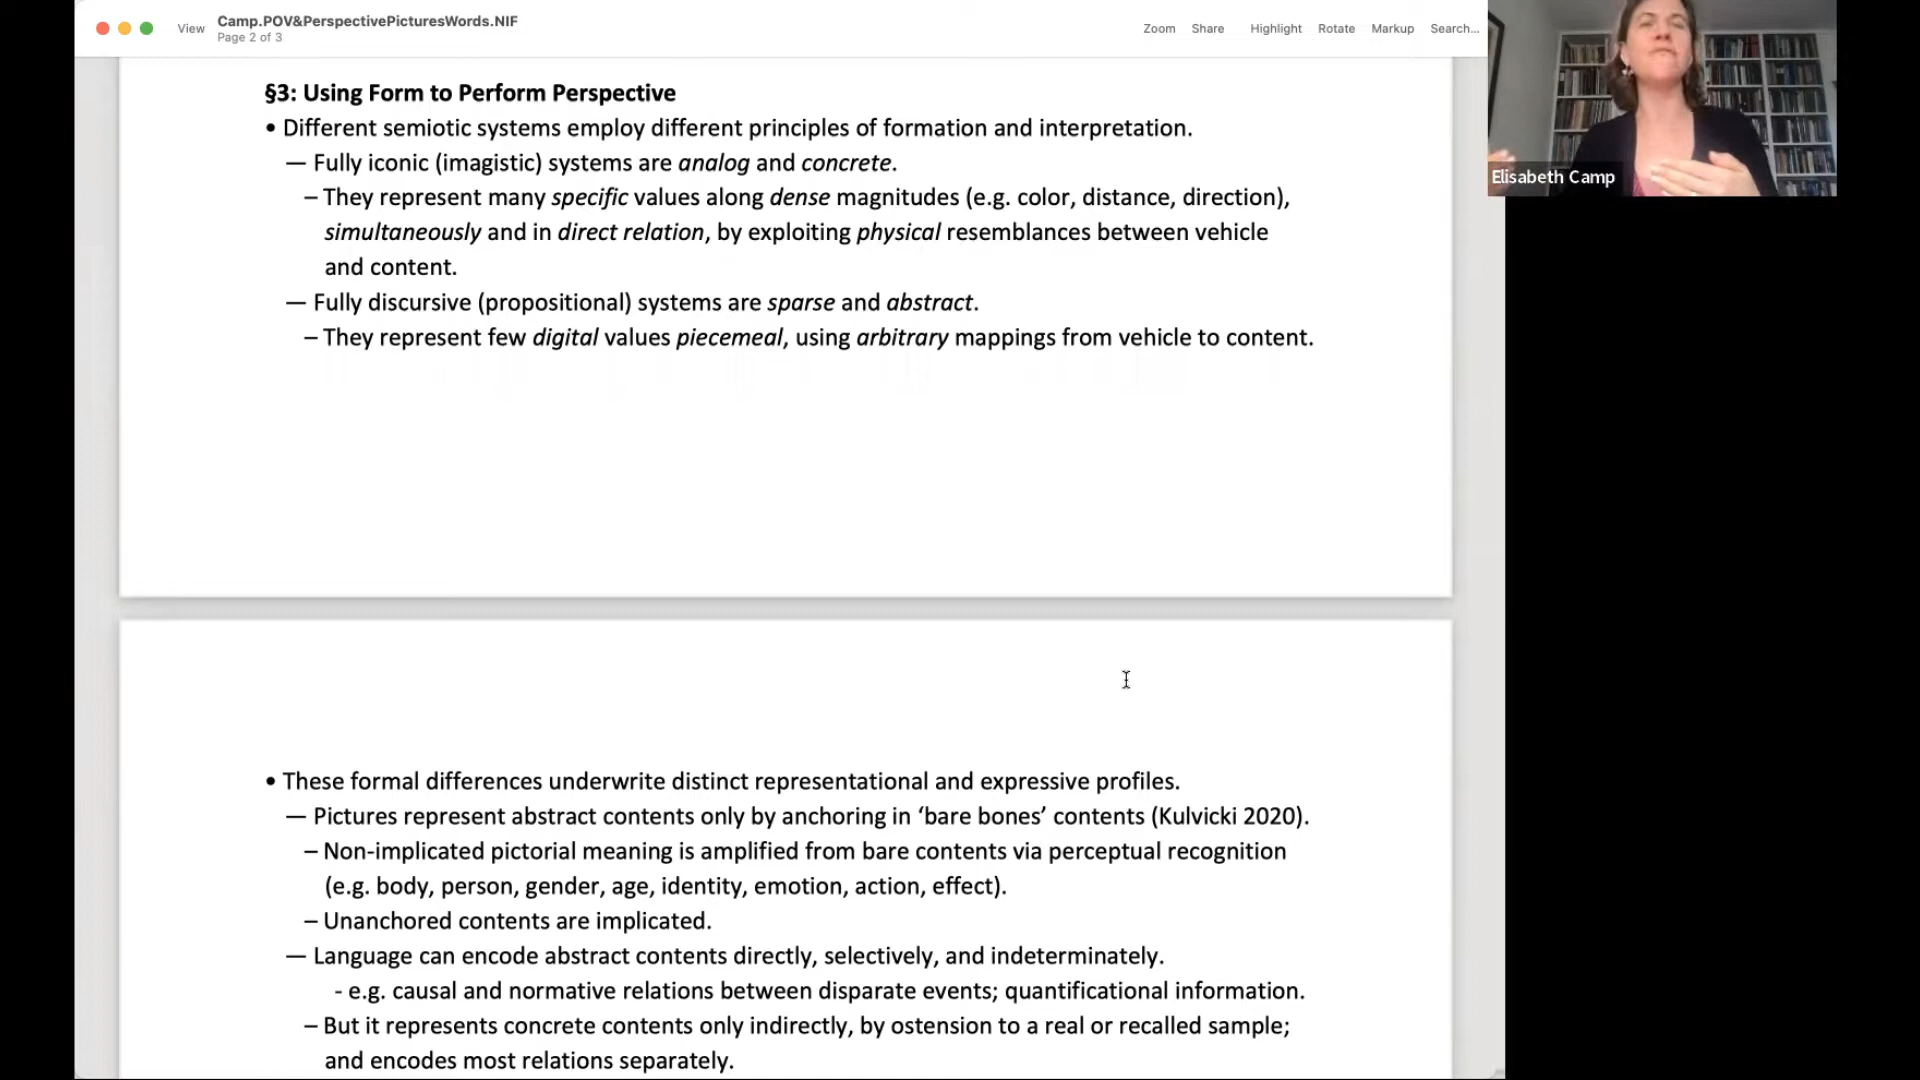 View
Camp.POV&PerspectivePicturesWords.NIF
Page 2 of 3
Zoom Share Highlight Rotate Markup Search...
Elisabeth Camp
§3: Using Form to Perform Perspective
• Different semiotic systems employ different principles of formation and interpretation.
— Fully iconic (imagistic) systems are analog and concrete.
– They represent many specific values along dense magnitudes (e.g. color, distance, direction),
simultaneously and in direct relation, by exploiting physical resemblances between vehicle
and content.
— Fully discursive (propositional) systems are sparse and abstract.
– They represent few digital values piecemeal, using arbitrary mappings from vehicle to content.
• These formal differences underwrite distinct representational and expressive profiles.
— Pictures represent abstract contents only by anchoring in ‘bare bones’ contents (Kulvicki 2020).
– Non-implicated pictorial meaning is amplified from bare contents via perceptual recognition
(e.g. body, person, gender, age, identity, emotion, action, effect).
– Unanchored contents are implicated.
— Language can encode abstract contents directly, selectively, and indeterminately.
- e.g. causal and normative relations between disparate events; quantificational information.
– But it represents concrete contents only indirectly, by ostension to a real or recalled sample;
and encodes most relations separately.